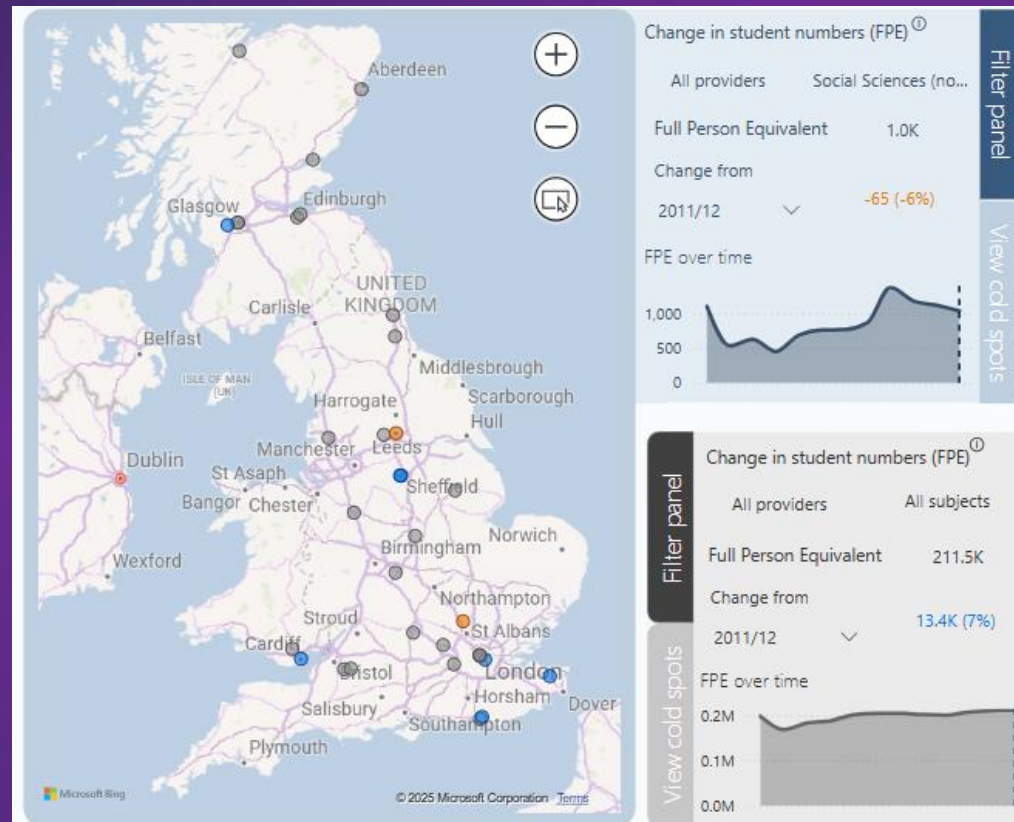 Aberdeen
Glasgow
Edinburgh
UNITED
KINGDOM
Carlisle
Belfast
ISLE OF MAN
(UK)
Middlesbrough
Scarborough
Harrogate
Hull
Manchester
Leeds
Dublin
St Asaph
Sheffield
Bangor
Chester
Norwich
Birmingham
Wexford
Northampton
Stroud
St Albans
Cardiff
Bristol
London
Horsham
Salisbury
Dover
Southampton
Plymouth
Microsoft Bing
© 2025 Microsoft Corporation Terms
Change in student numbers (FPE)
All providers Social Sciences (no...
Full Person Equivalent 1.0K
Change from
2011/12 -65 (-6%)
FPE over time
1,000
500
0
Filter panel
View cold spots
Change in student numbers (FPE)
All providers All subjects
Full Person Equivalent 211.5K
Change from
2011/12 13.4K (7%)
FPE over time
0.2M
0.1M
0.0M
Filter panel
View cold spots